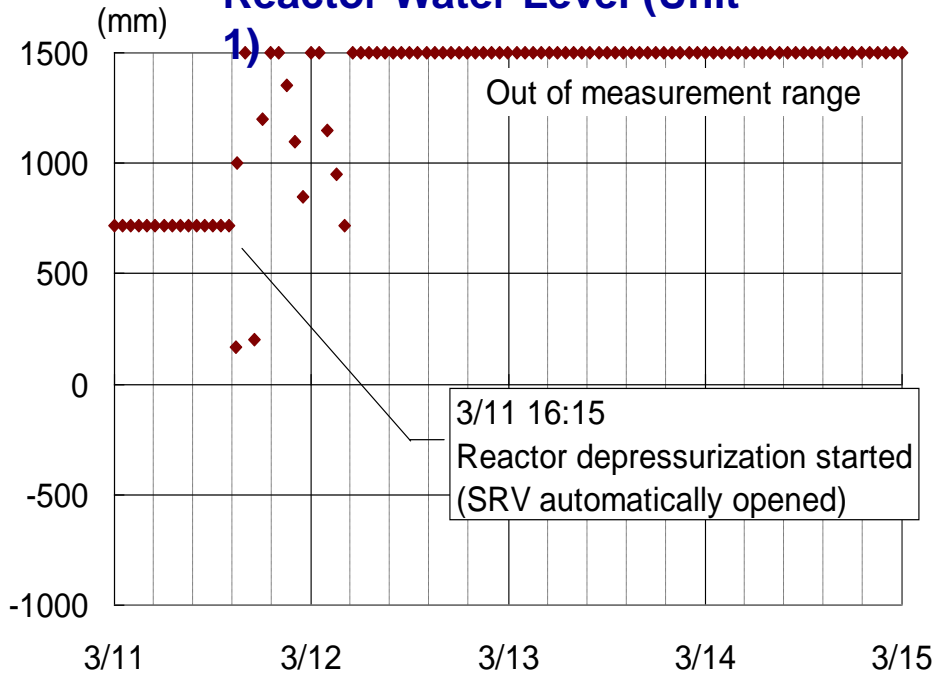 Reactor Water Level (Unit
1)
(mm)
1500
Out of measurement range
1000
500
0
3/11 16:15
Reactor depressurization started
(SRV automatically opened)
-500
-1000
3/11 3/12 3/13 3/14 3/15